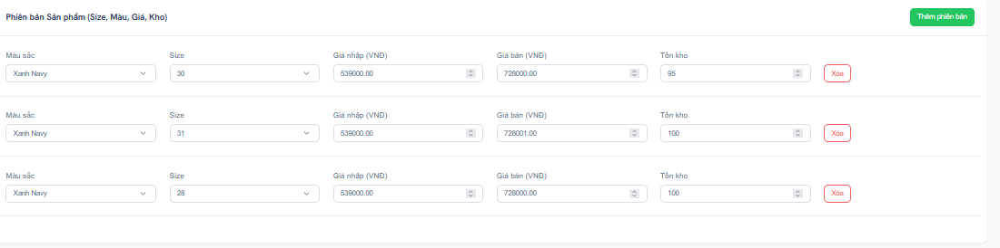 Phiên bản Sản phẩm (Size, Màu, Giá, Kho)
Thêm phiên bản
Màu sắc Size Giá nhập (VNĐ) Giá bán (VNĐ) Tồn kho
Xanh Navy 30 539000.00 728000.00 95 Xóa
Màu sắc Size Giá nhập (VNĐ) Giá bán (VNĐ) Tồn kho
Xanh Navy 31 539000.00 728001.00 100 Xóa
Màu sắc Size Giá nhập (VNĐ) Giá bán (VNĐ) Tồn kho
Xanh Navy 28 539000.00 728000.00 100 Xóa